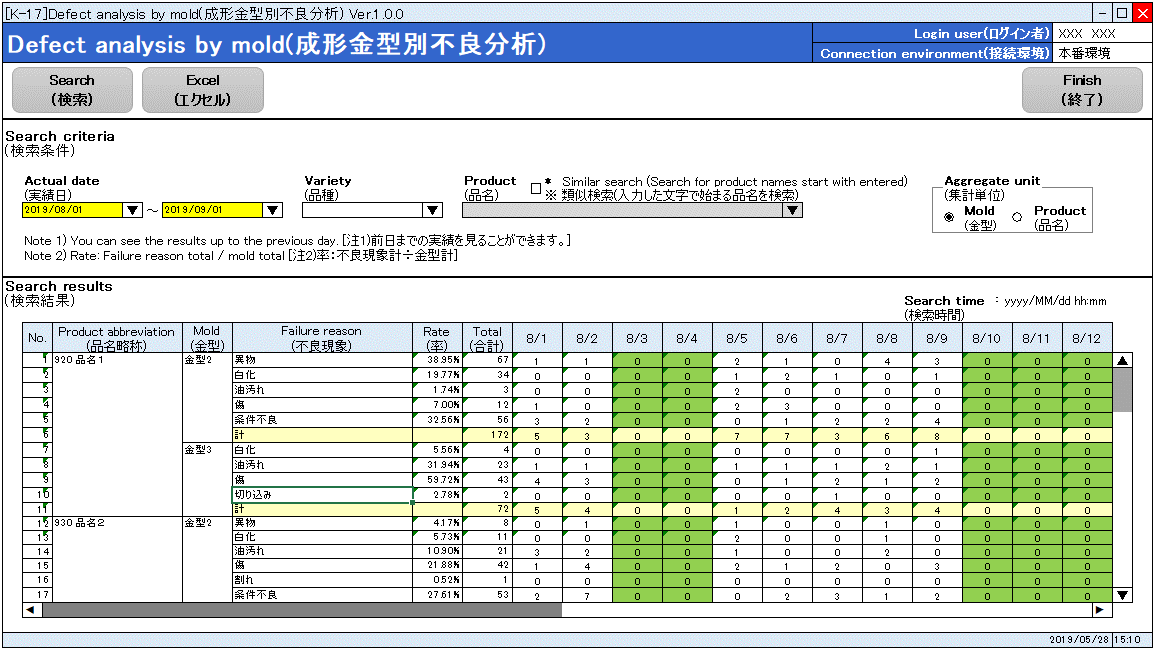 [K-17]Defect analysis by mold(成形金型別不良分析) Ver.1.0.0
Defect analysis by mold(成形金型別不良分析)
Login user(ログイン者) XXX XXX
Connection environment(接続環境) 本番環境
Search
(検索)
Excel
(エクセル)
Finish
(終了)
Search criteria
(検索条件)
Actual date
(実績日)
2019/08/01 ～ 2019/09/01
Variety
(品種)
Product
(品名)
* Similar search (Search for product names start with entered)
※ 類似検索(入力した文字で始まる品名を検索)
Aggregate unit
(集計単位)
Mold
(金型)
Product
(品名)
Note 1) You can see the results up to the previous day. [注1)前日までの実績を見ることができます。]
Note 2) Rate: Failure reason total / mold total [注2)率：不良現象計÷金型計]
Search results
(検索結果)
Search time : yyyy/MM/dd hh:mm
(検索時間)
No. Product abbreviation (品名略称) Mold (金型) Failure reason (不良現象) Rate (率) Total (合計) 8/1 8/2 8/3 8/4 8/5 8/6 8/7 8/8 8/9 8/10 8/11 8/12
1 920 品名1 金型2 異物 38.95% 67 1 1 0 0 2 1 0 4 3 0 0 0
2 白化 19.77% 34 0 0 0 0 1 2 1 0 1 0 0 0
3 油汚れ 1.74% 3 0 0 0 0 2 0 0 0 0 0 0 0
4 傷 7.00% 12 1 0 0 0 2 3 0 0 0 0 0 0
5 条件不良 32.56% 56 3 2 0 0 0 1 2 2 4 0 0 0
6 計 172 5 3 0 0 7 7 3 6 8 0 0 0
7 金型3 白化 5.56% 4 0 0 0 0 0 0 0 0 1 0 0 0
8 油汚れ 31.94% 23 1 1 0 0 1 1 1 2 1 0 0 0
9 傷 59.72% 43 4 3 0 0 0 1 2 1 2 0 0 0
10 切り込み 2.78% 2 0 0 0 0 0 0 1 0 0 0 0 0
11 計 72 5 4 0 0 1 2 4 3 4 0 0 0
12 930 品名2 金型2 異物 4.17% 8 0 1 0 0 0 0 0 1 0 0 0 0
13 白化 5.73% 11 0 0 0 0 2 0 0 1 0 0 0 0
14 油汚れ 10.90% 21 3 2 0 0 1 0 0 2 0 0 0 0
15 傷 21.88% 42 1 4 0 0 2 1 2 0 3 0 0 0
16 割れ 0.52% 1 0 0 0 0 0 0 0 0 0 0 0 0
17 条件不良 27.61% 53 2 7 0 0 0 2 3 1 2 0 0 0
2019/05/28 15:10